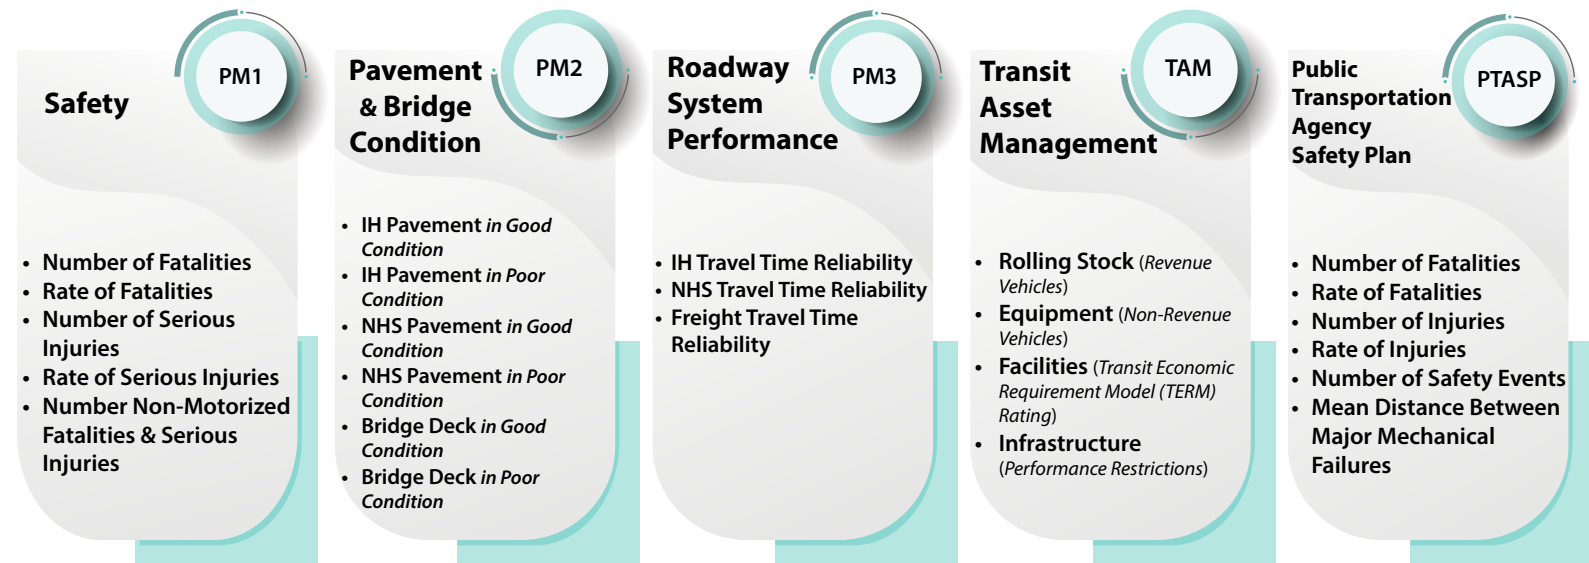 Safety
PM1
• Number of Fatalities
• Rate of Fatalities
• Number of Serious
Injuries
• Rate of Serious Injuries
• Number Non-Motorized
Fatalities & Serious
Injuries
Pavement
& Bridge
Condition
PM2
• IH Pavement in Good
Condition
• IH Pavement in Poor
Condition
• NHS Pavement in Good
Condition
• NHS Pavement in Poor
Condition
• Bridge Deck in Good
Condition
• Bridge Deck in Poor
Condition
Roadway
System
Performance
PM3
• IH Travel Time Reliability
• NHS Travel Time Reliability
• Freight Travel Time
Reliability
Transit
Asset
Management
TAM
• Rolling Stock (Revenue
Vehicles)
• Equipment (Non-Revenue
Vehicles)
• Facilities (Transit Economic
Requirement Model (TERM)
Rating)
• Infrastructure
(Performance Restrictions)
Public
Transportation
Agency
Safety Plan
PTASP
• Number of Fatalities
• Rate of Fatalities
• Number of Injuries
• Rate of Injuries
• Number of Safety Events
• Mean Distance Between
Major Mechanical
Failures